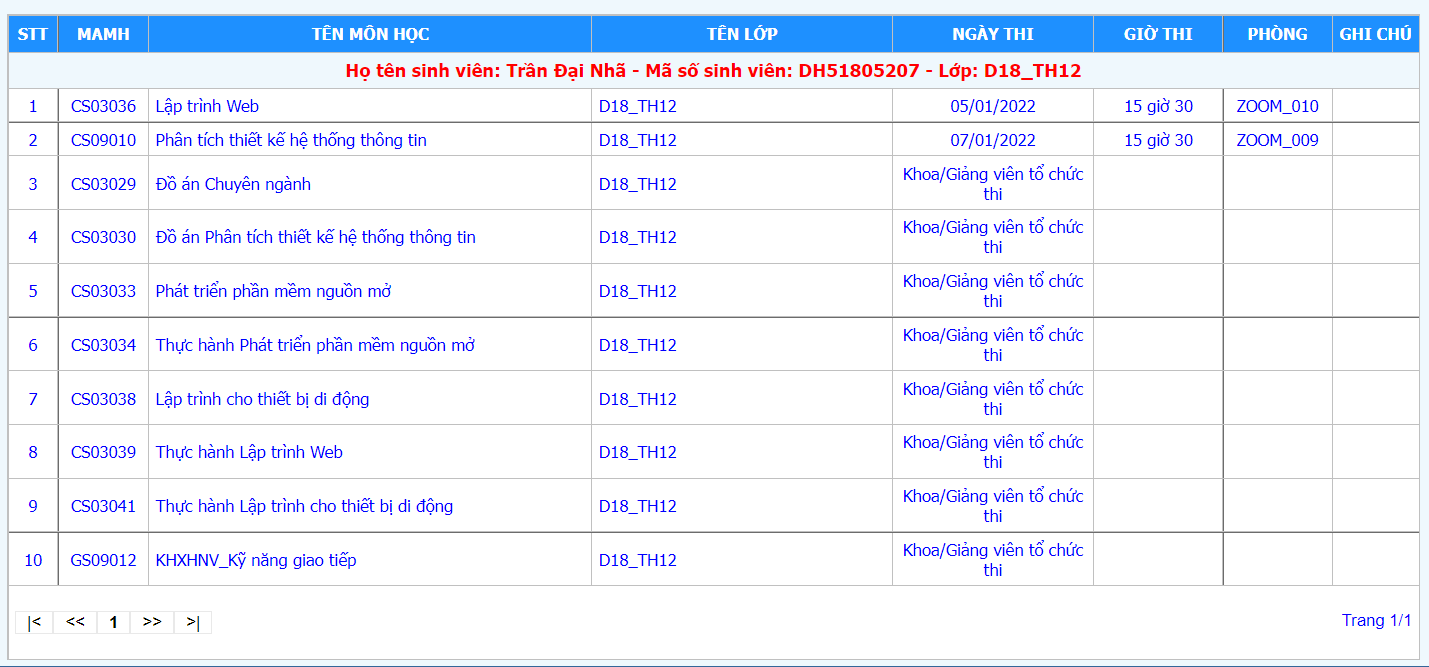 STT MAMH TÊN MÔN HỌC TÊN LỚP NGÀY THI GIỜ THI PHÒNG GHI CHÚ
Họ tên sinh viên: Trần Đại Nhã - Mã số sinh viên: DH51805207 - Lớp: D18_TH12
1 CS03036 Lập trình Web D18_TH12 05/01/2022 15 giờ 30 ZOOM_010
2 CS09010 Phân tích thiết kế hệ thống thông tin D18_TH12 07/01/2022 15 giờ 30 ZOOM_009
3 CS03029 Đồ án Chuyên ngành D18_TH12 Khoa/Giảng viên tổ chức
thi
4 CS03030 Đồ án Phân tích thiết kế hệ thống thông tin D18_TH12 Khoa/Giảng viên tổ chức
thi
5 CS03033 Phát triển phần mềm nguồn mở D18_TH12 Khoa/Giảng viên tổ chức
thi
6 CS03034 Thực hành Phát triển phần mềm nguồn mở D18_TH12 Khoa/Giảng viên tổ chức
thi
7 CS03038 Lập trình cho thiết bị di động D18_TH12 Khoa/Giảng viên tổ chức
thi
8 CS03039 Thực hành Lập trình Web D18_TH12 Khoa/Giảng viên tổ chức
thi
9 CS03041 Thực hành Lập trình cho thiết bị di động D18_TH12 Khoa/Giảng viên tổ chức
thi
10 GS09012 KHXHNV_Kỹ năng giao tiếp D18_TH12 Khoa/Giảng viên tổ chức
thi
|< << 1 >> >| Trang 1/1